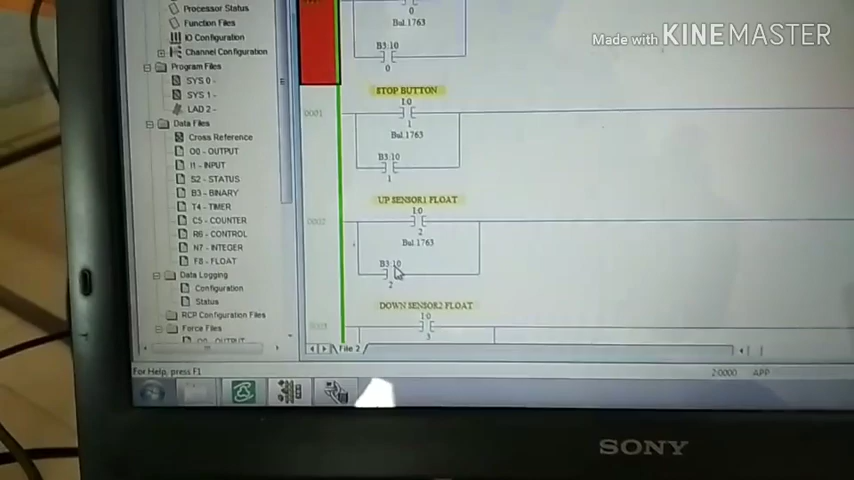 Processor Status
Function Files
IO Configuration
Channel Configuration
Program Files
SYS 0 -
SYS 1 -
LAD 2 -
Data Files
Cross Reference
O0 - OUTPUT
I1 - INPUT
S2 - STATUS
B3 - BINARY
T4 - TIMER
C5 - COUNTER
R6 - CONTROL
N7 - INTEGER
F8 - FLOAT
Data Logging
Configuration
Status
RCP Configuration Files
Force Files
O0 - OUTPUT
0
Bul.1763
B3:10
0
0001
STOP BUTTON
I:0
1
Bul.1763
B3:10
1
0002
UP SENSOR1 FLOAT
I:0
2
Bul.1763
B3:10
2
0003
DOWN SENSOR2 FLOAT
I:0
3
File 2
For Help, press F1
2:0000
APP
Made with KINEMASTER
SONY